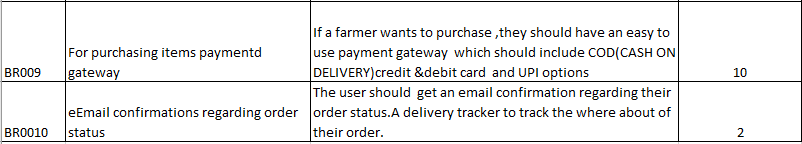 If a farmer wants to purchase ,they should have an easy to
For purchasing items paymentd
use payment gateway which should include COD(CASH ON
BR009 gateway DELIVERY)credit &debit card and UPI options 10
The user should get an email confirmation regarding their
eEmail confirmations regarding order
order status.A delivery tracker to track the where about of
BR0010 status their order. 2